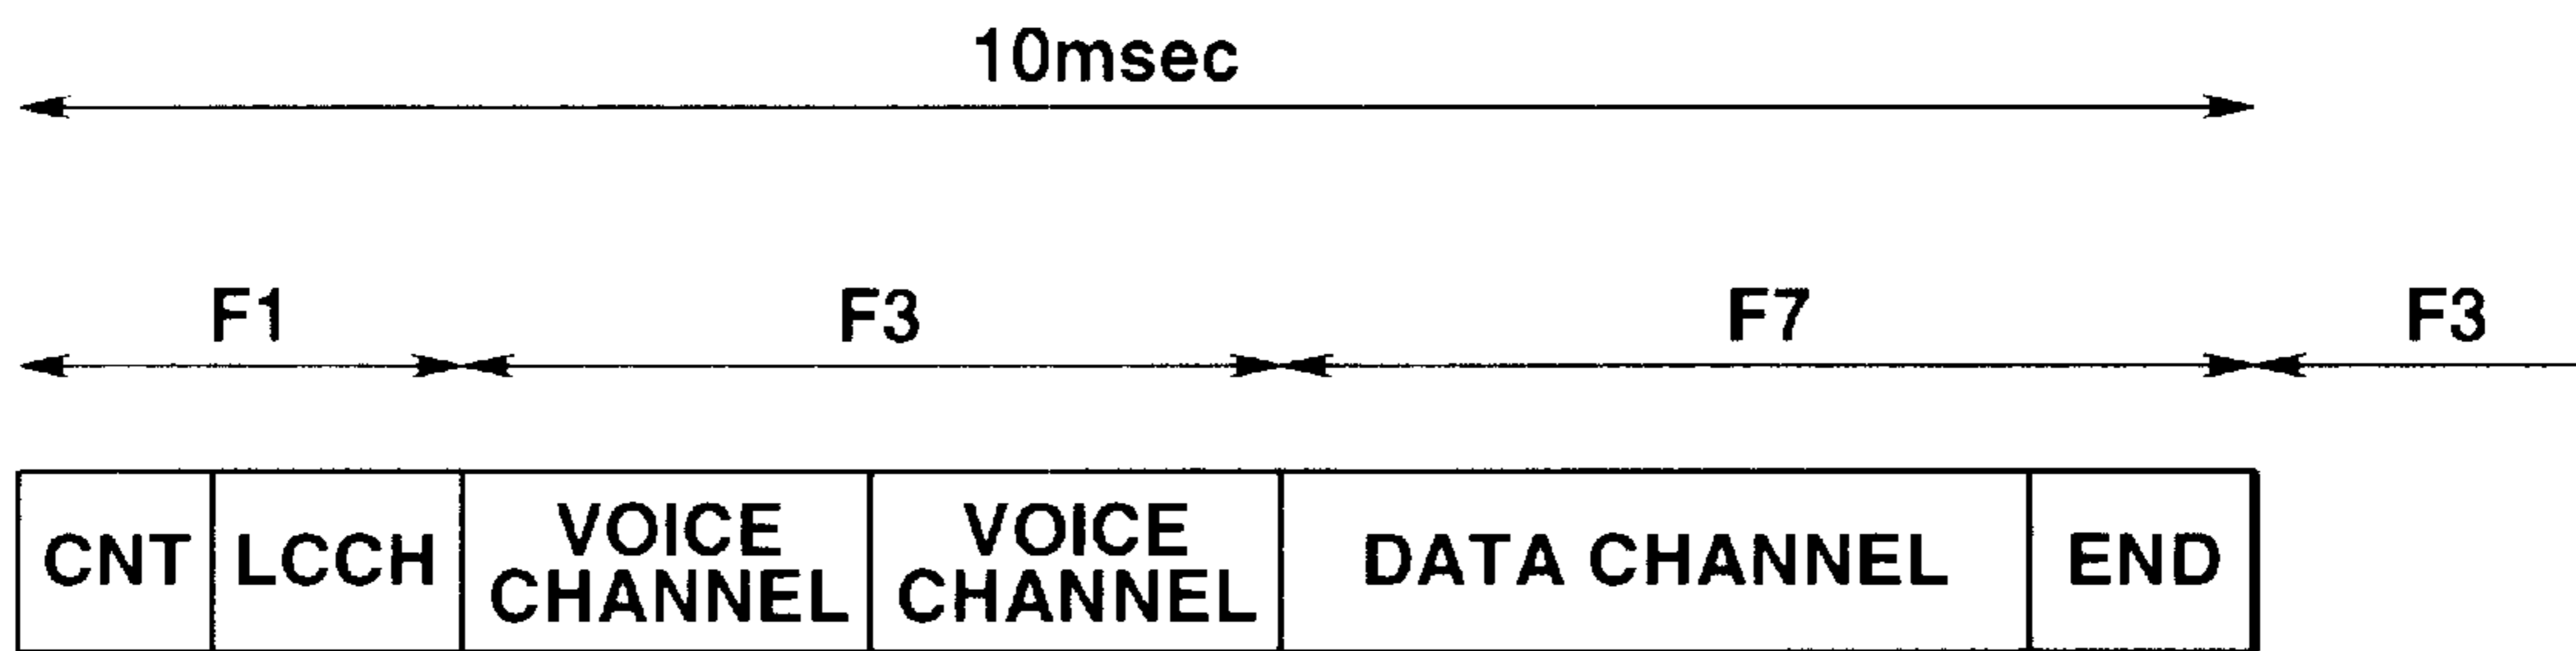 10msec
F1 F3 F7 F3
CNT LCCH VOICE CHANNEL VOICE CHANNEL DATA CHANNEL END